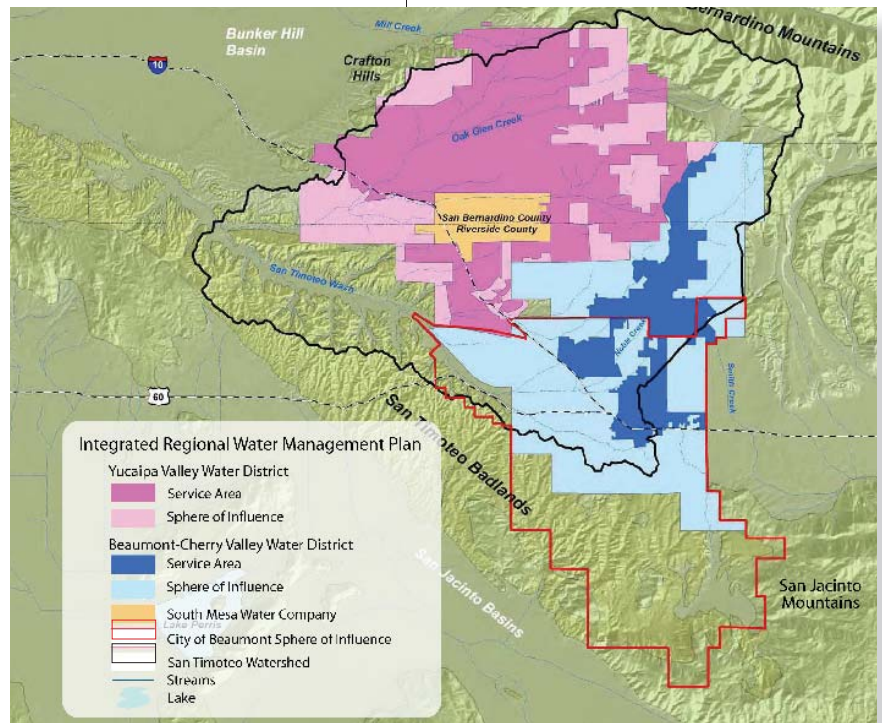 Bunker Hill
Basin
Mill Creek
Bernardino Mountains
10
Crafton
Hills
Oak Glen Creek
San Bernardino County
Riverside County
San Timoteo Wash
Noble Creek
Smith Creek
60
San Timoteo Badlands
San Jacinto Basins
San Jacinto
Mountains
Lake Perris
Integrated Regional Water Management Plan
Yucaipa Valley Water District
Service Area
Sphere of Influence
Beaumont-Cherry Valley Water District
Service Area
Sphere of Influence
South Mesa Water Company
City of Beaumont Sphere of Influence
San Timoteo Watershed
Streams
Lake